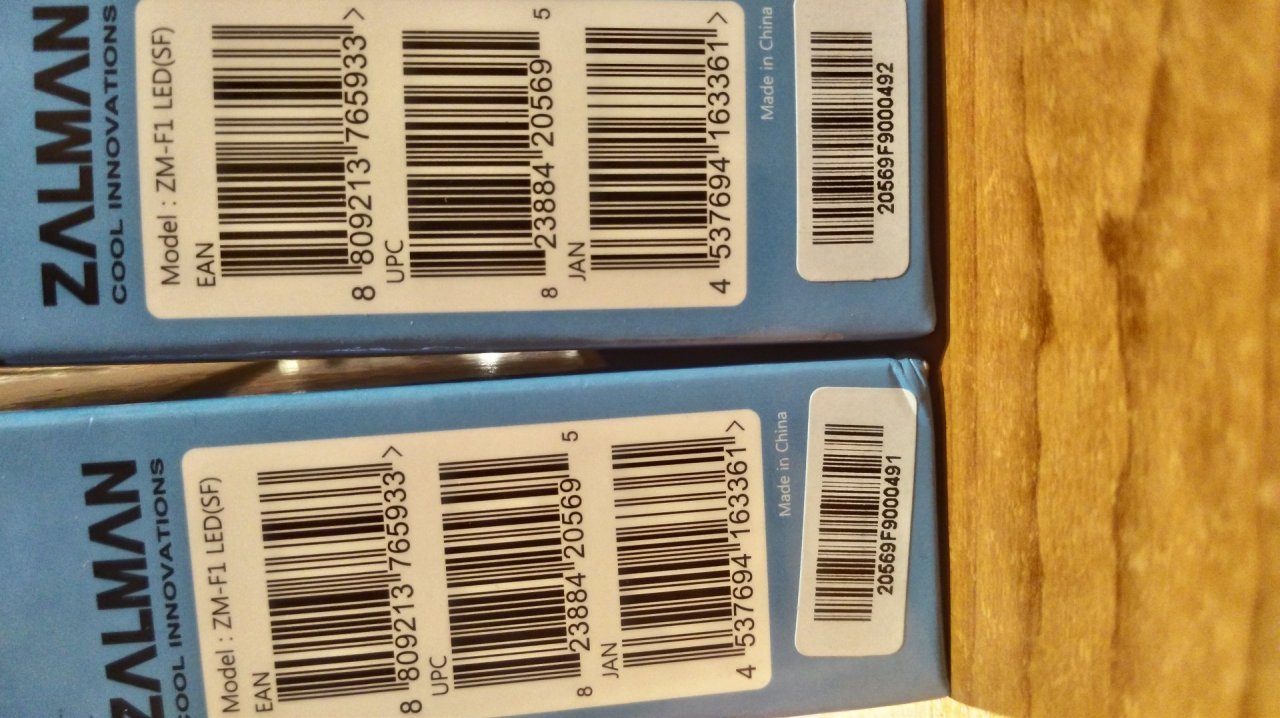 ZALMAN
COOL INNOVATIONS
Model : ZM-F1 LED(SF)
EAN
8 809213 765933 >
UPC
8 23884 20569 5
JAN
4 537694 163361 >
Made in China
20569F9000492
ZALMAN
COOL INNOVATIONS
Model : ZM-F1 LED(SF)
EAN
8 809213 765933 >
UPC
8 23884 20569 5
JAN
4 537694 163361 >
Made in China
20569F9000491